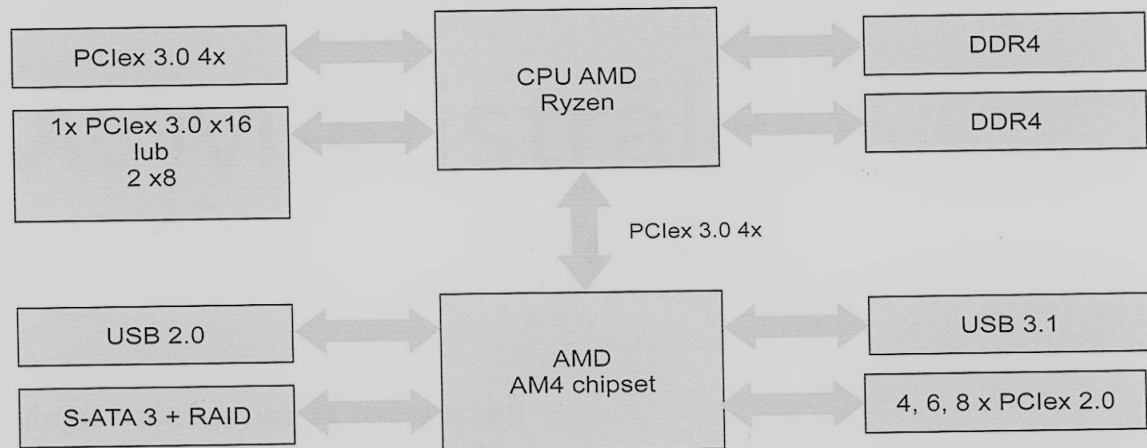 PCIex 3.0 4x
CPU AMD
Ryzen
DDR4
1x PCIex 3.0 x16
lub
2 x8
DDR4
PCIex 3.0 4x
USB 2.0
AMD
AM4 chipset
USB 3.1
S-ATA 3 + RAID
4, 6, 8 x PCIex 2.0